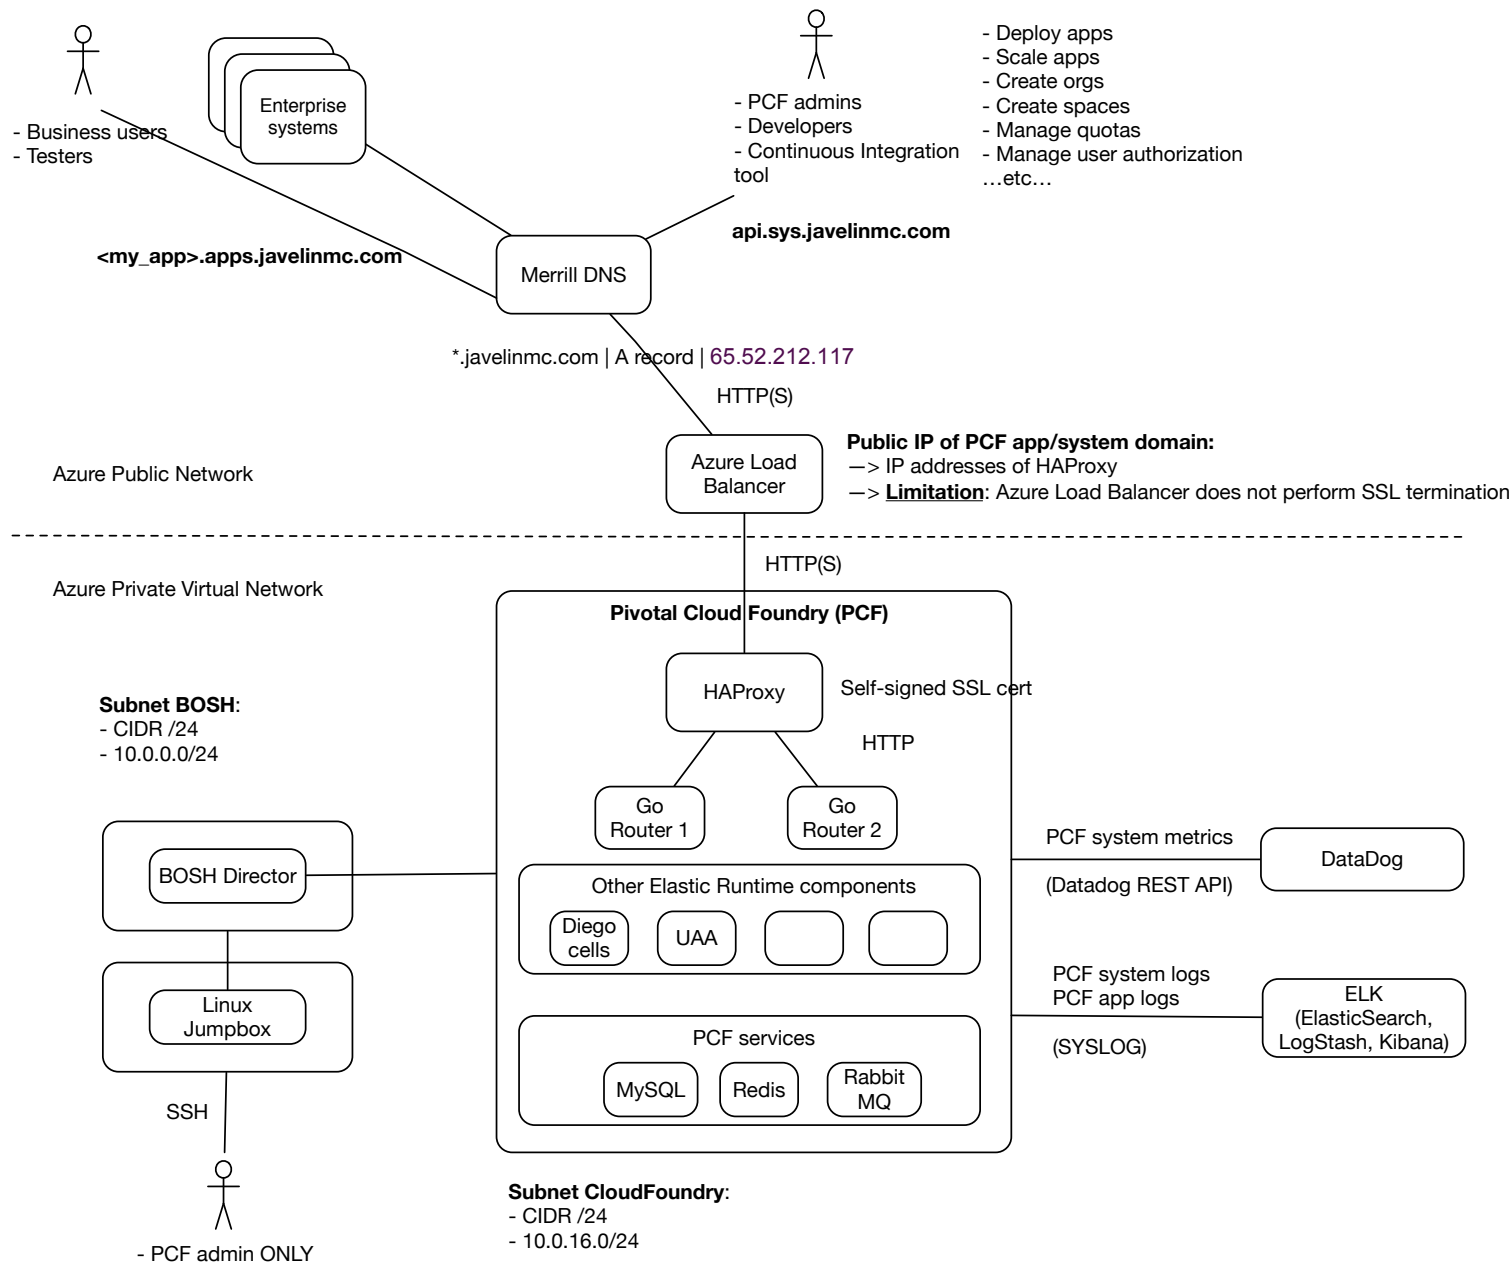 - Business users
- Testers
Enterprise
systems
- PCF admins
- Developers
- Continuous Integration
tool
- Deploy apps
- Scale apps
- Create orgs
- Create spaces
- Manage quotas
- Manage user authorization
…etc…
api.sys.javelinmc.com
<my_app>.apps.javelinmc.com
Merrill DNS
*.javelinmc.com | A record | 65.52.212.117
HTTP(S)
Azure Load
Balancer
Public IP of PCF app/system domain:
—> IP addresses of HAProxy
—> Limitation: Azure Load Balancer does not perform SSL termination
Azure Public Network
HTTP(S)
Azure Private Virtual Network
Pivotal Cloud Foundry (PCF)
HAProxy
Self-signed SSL cert
HTTP
Subnet BOSH:
- CIDR /24
- 10.0.0.0/24
Go
Router 1
Go
Router 2
BOSH Director
Other Elastic Runtime components
Diego
cells
UAA
PCF system metrics
(Datadog REST API)
DataDog
Linux
Jumpbox
PCF system logs
PCF app logs
(SYSLOG)
ELK
(ElasticSearch,
LogStash, Kibana)
PCF services
MySQL
Redis
Rabbit
MQ
SSH
- PCF admin ONLY
Subnet CloudFoundry:
- CIDR /24
- 10.0.16.0/24